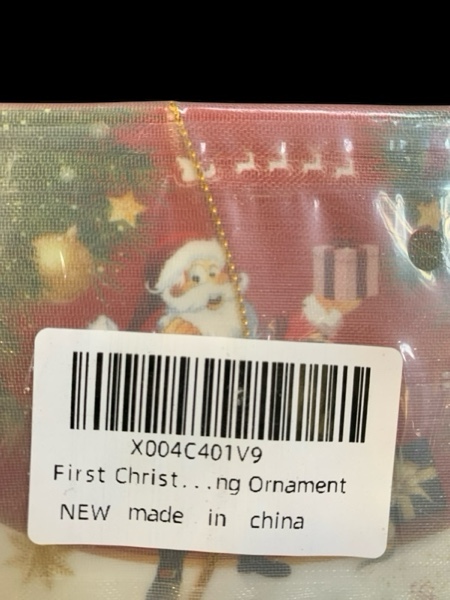 X004C401V9
First Christ...ng Ornament
NEW made in china